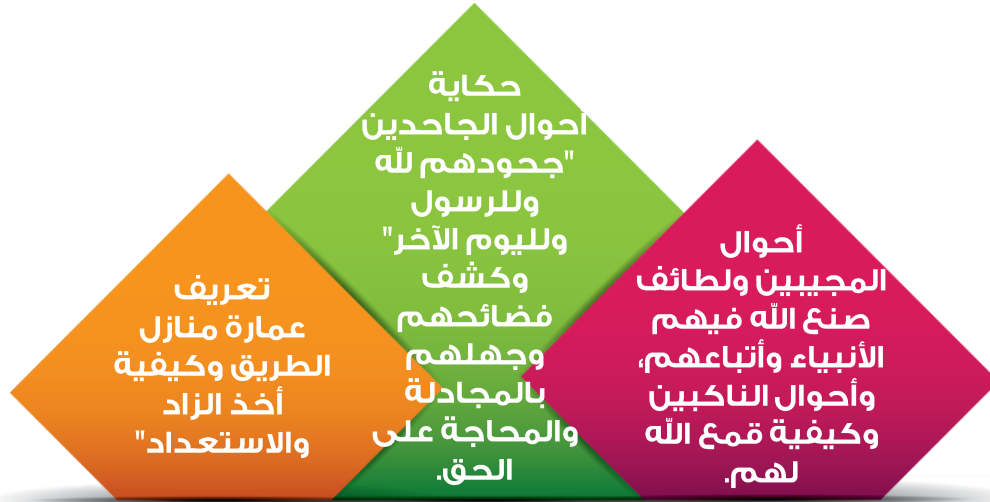 أحوال
المجيبين ولطائف
صنع الله فيهم
الأنبياء وأتباعهم،
وأحوال الناكبين
وكيفية قمع الله
لهم.
حكاية
أحوال الجاحدين
"جحودهم لله
وللرسول
ولليوم الآخر"
وكشف
فضائحهم
وجهلهم
بالمجادلة
والمحاجة على
الحق.
تعريف
عمارة منازل
الطريق وكيفية
أخذ الزاد
والاستعداد"